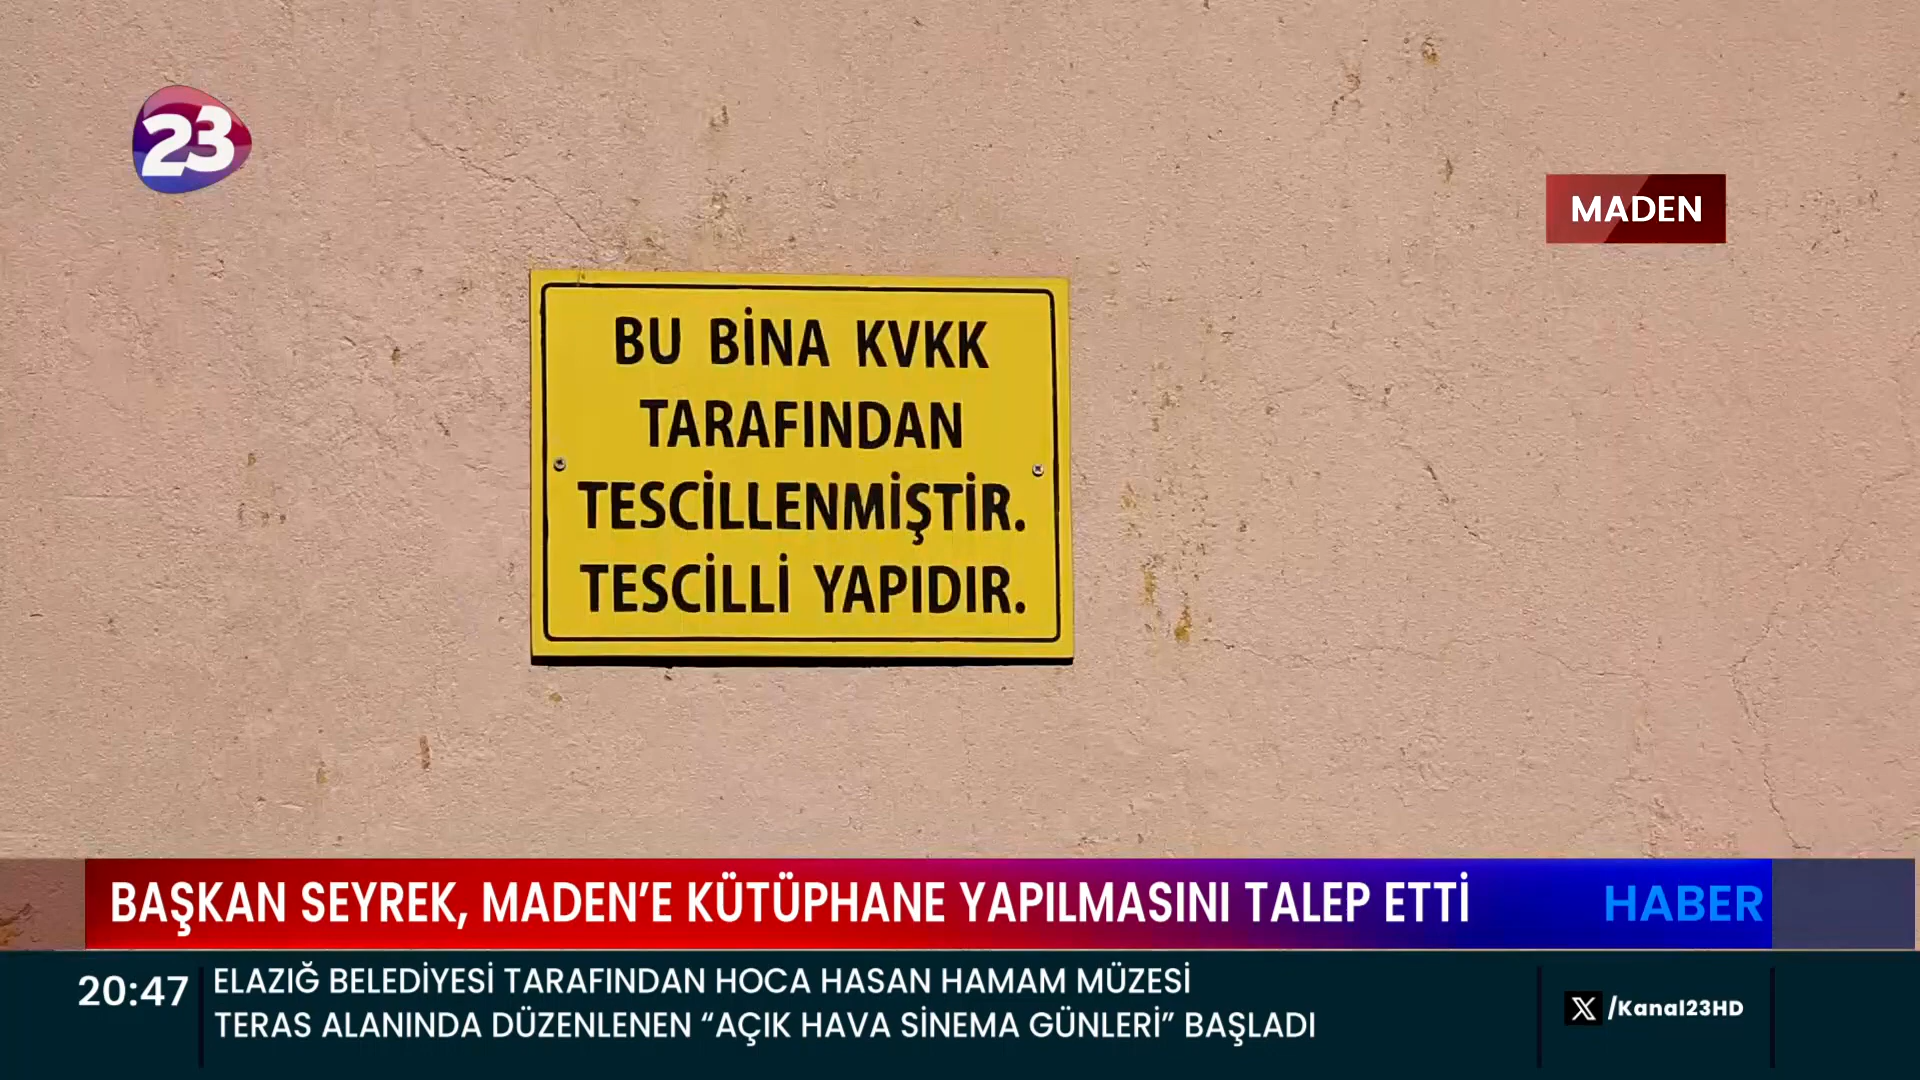 23
MADEN
BU BİNA KVKK
TARAFINDAN
TESCİLLENMİŞTİR.
TESCİLLİ YAPIDIR.
BAŞKAN SEYREK, MADEN’E KÜTÜPHANE YAPILMASINI TALEP ETTİ
HABER
20:47
ELAZIĞ BELEDİYESİ TARAFINDAN HOCA HASAN HAMAM MÜZESİ
TERAS ALANINDA DÜZENLENEN “AÇIK HAVA SİNEMA GÜNLERİ” BAŞLADI
X /Kanal23HD